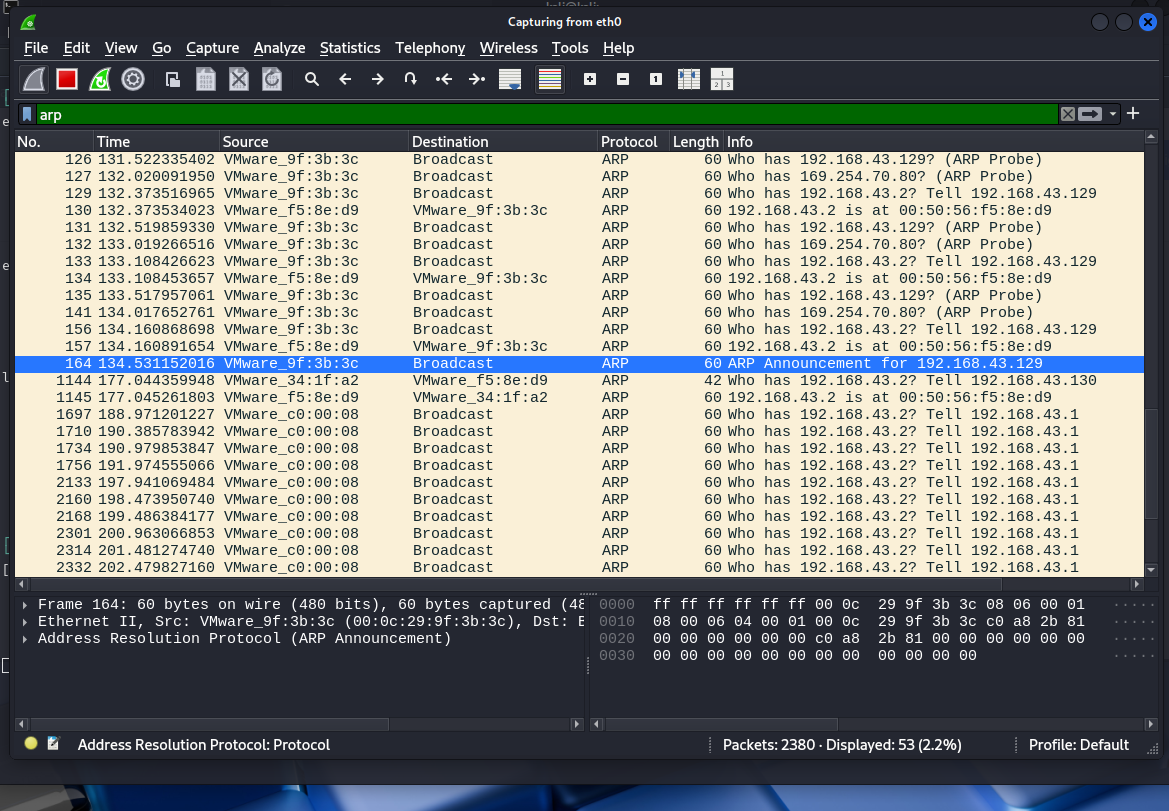 Capturing from eth0
File Edit View Go Capture Analyze Statistics Telephony Wireless Tools Help
arp
No. Time Source Destination Protocol Length Info
126 131.522335402 VMware_9f:3b:3c Broadcast ARP 60 Who has 192.168.43.129? (ARP Probe)
127 132.020091950 VMware_9f:3b:3c Broadcast ARP 60 Who has 169.254.70.80? (ARP Probe)
129 132.373516965 VMware_9f:3b:3c Broadcast ARP 60 Who has 192.168.43.2? Tell 192.168.43.129
130 132.373534023 VMware_f5:8e:d9 VMware_9f:3b:3c ARP 60 192.168.43.2 is at 00:50:56:f5:8e:d9
131 132.519859330 VMware_9f:3b:3c Broadcast ARP 60 Who has 192.168.43.129? (ARP Probe)
132 133.019266516 VMware_9f:3b:3c Broadcast ARP 60 Who has 169.254.70.80? (ARP Probe)
133 133.108426623 VMware_9f:3b:3c Broadcast ARP 60 Who has 192.168.43.2? Tell 192.168.43.129
134 133.108453657 VMware_f5:8e:d9 VMware_9f:3b:3c ARP 60 192.168.43.2 is at 00:50:56:f5:8e:d9
135 133.517957061 VMware_9f:3b:3c Broadcast ARP 60 Who has 192.168.43.129? (ARP Probe)
141 134.017652761 VMware_9f:3b:3c Broadcast ARP 60 Who has 169.254.70.80? (ARP Probe)
156 134.160868698 VMware_9f:3b:3c Broadcast ARP 60 Who has 192.168.43.2? Tell 192.168.43.129
157 134.160891654 VMware_f5:8e:d9 VMware_9f:3b:3c ARP 60 192.168.43.2 is at 00:50:56:f5:8e:d9
164 134.531152016 VMware_9f:3b:3c Broadcast ARP 60 ARP Announcement for 192.168.43.129
1144 177.044359948 VMware_34:1f:a2 VMware_f5:8e:d9 ARP 42 Who has 192.168.43.2? Tell 192.168.43.130
1145 177.045261803 VMware_f5:8e:d9 VMware_34:1f:a2 ARP 60 192.168.43.2 is at 00:50:56:f5:8e:d9
1697 188.971201227 VMware_c0:00:08 Broadcast ARP 60 Who has 192.168.43.2? Tell 192.168.43.1
1710 190.385783942 VMware_c0:00:08 Broadcast ARP 60 Who has 192.168.43.2? Tell 192.168.43.1
1734 190.979853847 VMware_c0:00:08 Broadcast ARP 60 Who has 192.168.43.2? Tell 192.168.43.1
1756 191.974555066 VMware_c0:00:08 Broadcast ARP 60 Who has 192.168.43.2? Tell 192.168.43.1
2133 197.941069484 VMware_c0:00:08 Broadcast ARP 60 Who has 192.168.43.2? Tell 192.168.43.1
2160 198.473950740 VMware_c0:00:08 Broadcast ARP 60 Who has 192.168.43.2? Tell 192.168.43.1
2168 199.486384177 VMware_c0:00:08 Broadcast ARP 60 Who has 192.168.43.2? Tell 192.168.43.1
2301 200.963066853 VMware_c0:00:08 Broadcast ARP 60 Who has 192.168.43.2? Tell 192.168.43.1
2314 201.481274740 VMware_c0:00:08 Broadcast ARP 60 Who has 192.168.43.2? Tell 192.168.43.1
2332 202.479827160 VMware_c0:00:08 Broadcast ARP 60 Who has 192.168.43.2? Tell 192.168.43.1
Frame 164: 60 bytes on wire (480 bits), 60 bytes captured (48
Ethernet II, Src: VMware_9f:3b:3c (00:0c:29:9f:3b:3c), Dst: B
Address Resolution Protocol (ARP Announcement)
0000 ff ff ff ff ff ff 00 0c 29 9f 3b 3c 08 06 00 01 ·····
0010 08 00 06 04 00 01 00 0c 29 9f 3b 3c c0 a8 2b 81 ·····
0020 00 00 00 00 00 00 c0 a8 2b 81 00 00 00 00 00 00 ·····
0030 00 00 00 00 00 00 00 00 00 00 00 00 ·····
Address Resolution Protocol: Protocol
Packets: 2380 · Displayed: 53 (2.2%)
Profile: Default